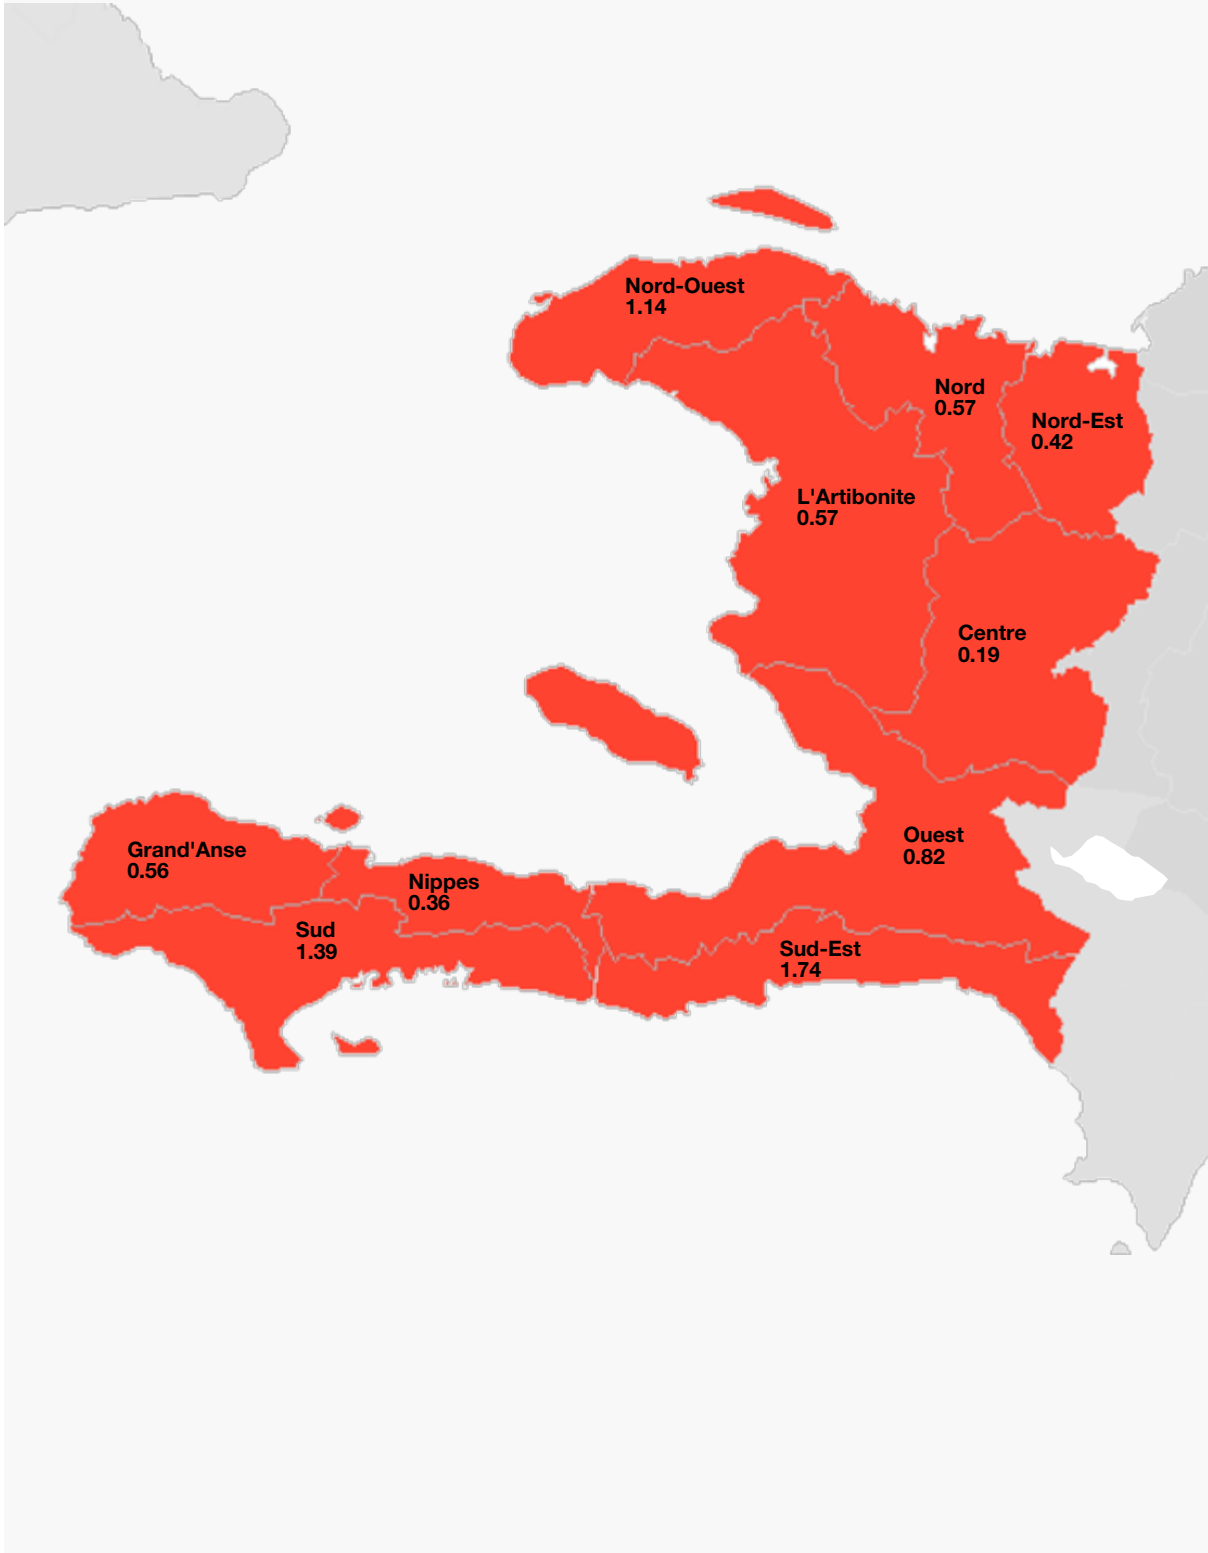 Nord-Ouest
1.14
Nord
0.57
Nord-Est
0.42
L'Artibonite
0.57
Centre
0.19
Ouest
0.82
Grand'Anse
0.56
Nippes
0.36
Sud
1.39
Sud-Est
1.74